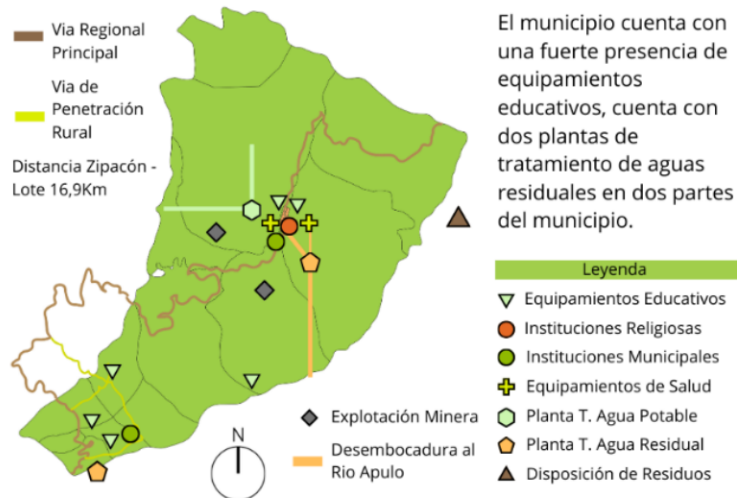 Via Regional
Principal
Via de
Penetración
Rural
Distancia Zipacón -
Lote 16,9Km
El municipio cuenta con
una fuerte presencia de
equipamientos
educativos, cuenta con
dos plantas de
tratamiento de aguas
residuales en dos partes
del municipio.
Leyenda
Equipamientos Educativos
Instituciones Religiosas
Instituciones Municipales
Equipamientos de Salud
Planta T. Agua Potable
Planta T. Agua Residual
Disposición de Residuos
Explotación Minera
Desembocadura al
Rio Apulo
N